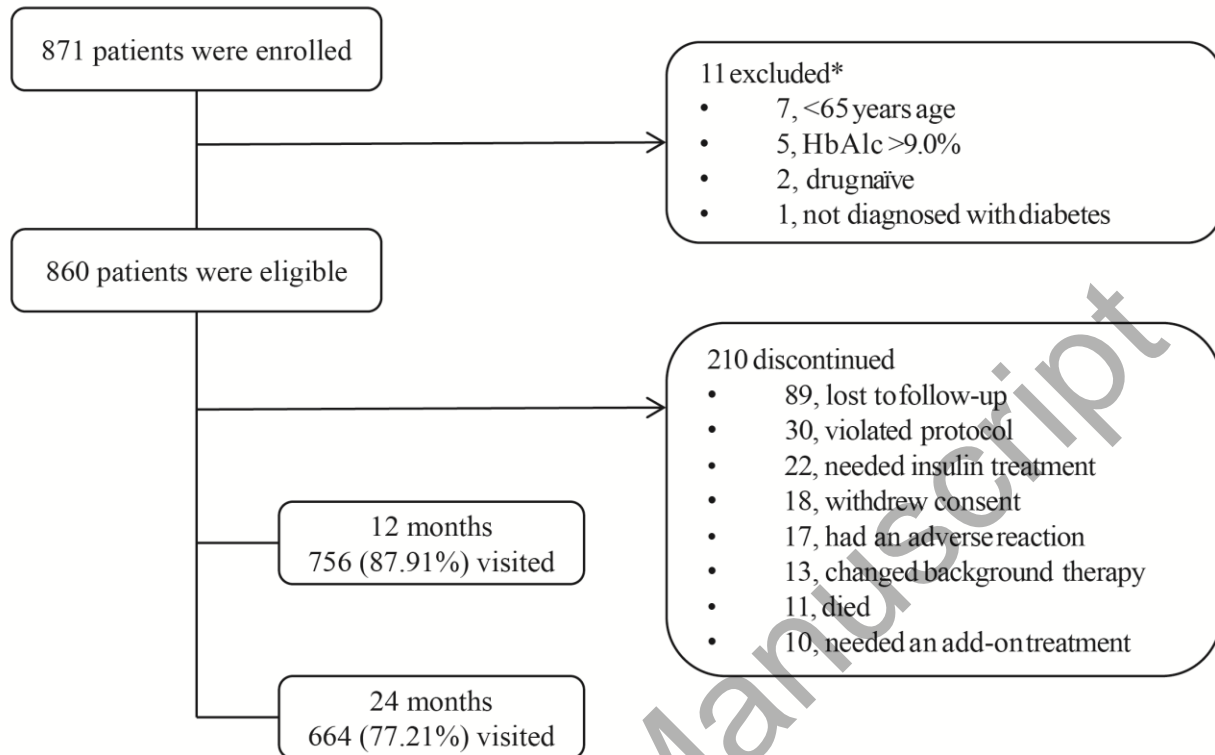 871 patients were enrolled
11 excluded*
• 7, <65 years age
• 5, HbAlc >9.0%
• 2, drugnaïve
• 1, not diagnosed with diabetes
860 patients were eligible
210 discontinued
• 89, lost to follow-up
• 30, violated protocol
• 22, needed insulin treatment
• 18, withdrew consent
• 17, had an adverse reaction
• 13, changed background therapy
• 11, died
• 10, needed an add-on treatment
12 months
756 (87.91%) visited
24 months
664 (77.21%) visited
Manuscript